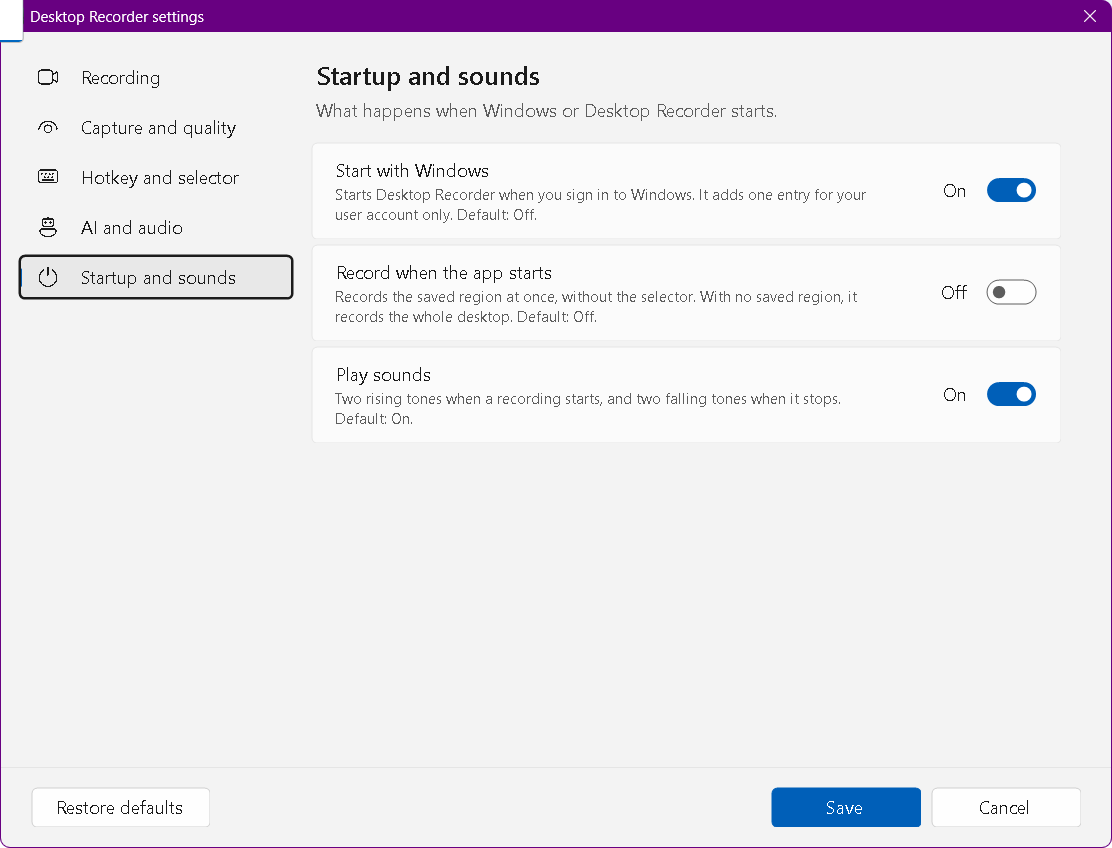 Desktop Recorder settings
Recording
Capture and quality
Hotkey and selector
AI and audio
Startup and sounds
Startup and sounds
What happens when Windows or Desktop Recorder starts.
Start with Windows
Starts Desktop Recorder when you sign in to Windows. It adds one entry for your
user account only. Default: Off.
On
Record when the app starts
Records the saved region at once, without the selector. With no saved region, it
records the whole desktop. Default: Off.
Off
Play sounds
Two rising tones when a recording starts, and two falling tones when it stops.
Default: On.
On
Restore defaults
Save
Cancel